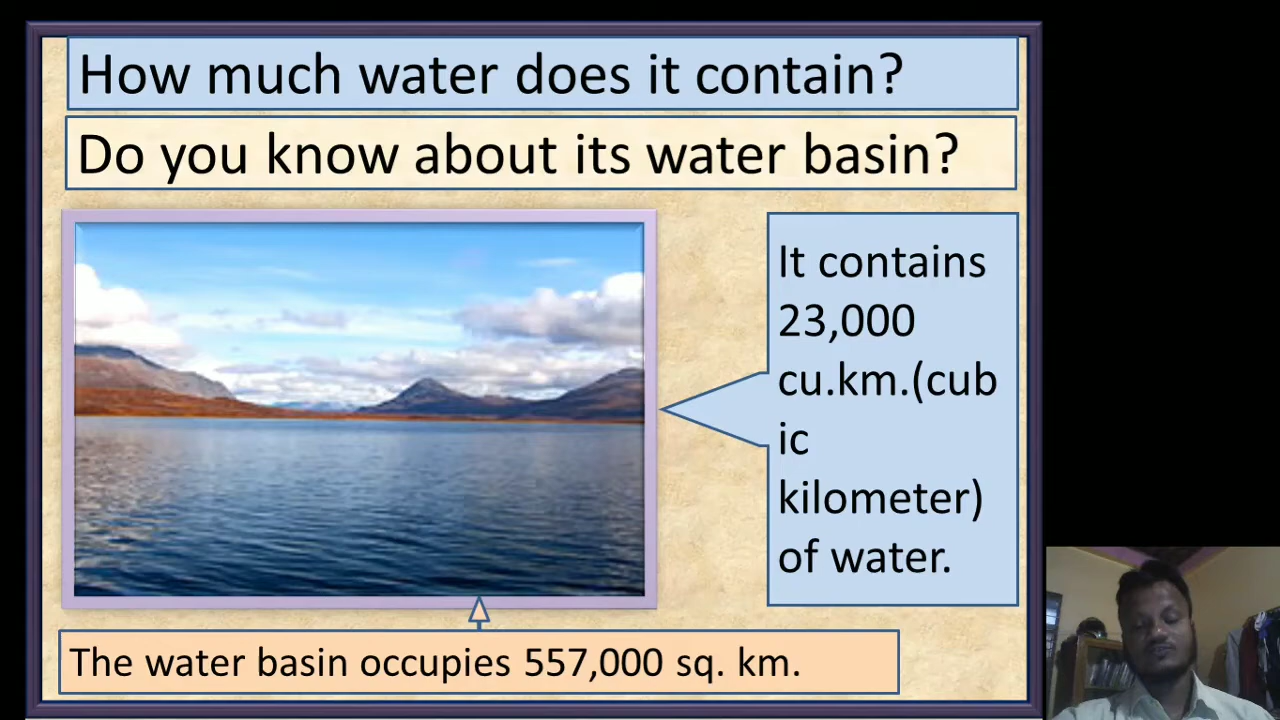 How much water does it contain?
Do you know about its water basin?
It contains
23,000
cu.km.(cub
ic
kilometer)
of water.
The water basin occupies 557,000 sq. km.